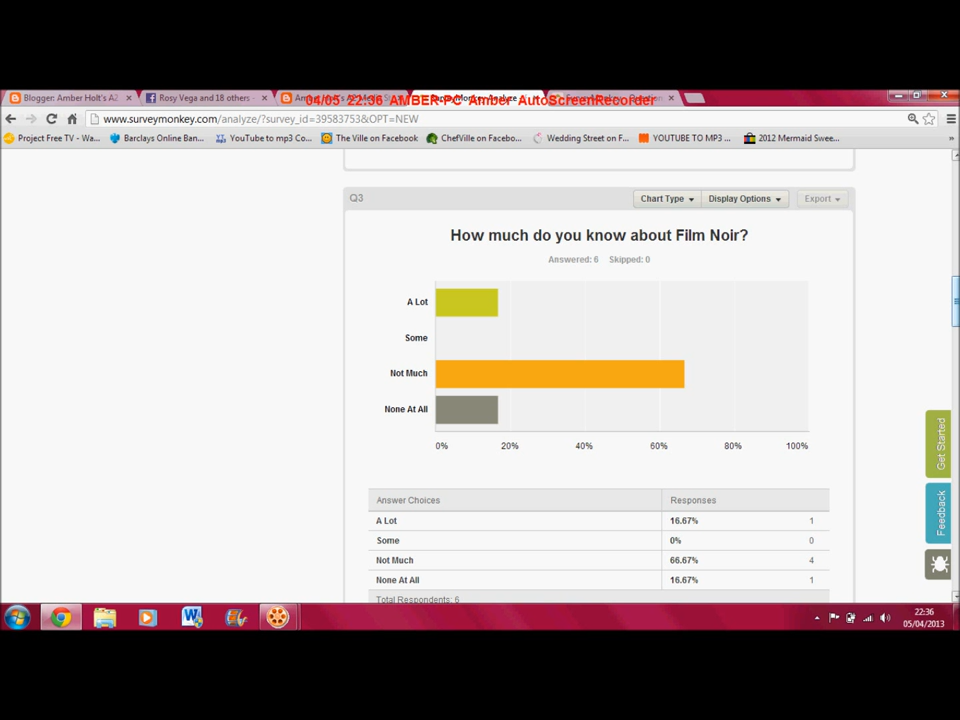 Blogger: Amber Holt's A2
Rosy Vega and 18 others
04/05 22:36 AMBER-PC Amber AutoScreenRecorder
www.surveymonkey.com/analyze/?survey_id=39583753&OPT=NEW
Project Free TV - Wa...
Barclays Online Ban...
YouTube to mp3 Co...
The Ville on Facebook
ChefVille on Facebo...
Wedding Street on F...
YOUTUBE TO MP3 ...
2012 Mermaid Swee...
Q3
Chart Type
Display Options
Export
How much do you know about Film Noir?
Answered: 6 Skipped: 0
A Lot
Some
Not Much
None At All
0% 20% 40% 60% 80% 100%
Get Started
Feedback
Answer Choices Responses
A Lot 16.67% 1
Some 0% 0
Not Much 66.67% 4
None At All 16.67% 1
Total Respondents: 6
22:36
05/04/2013